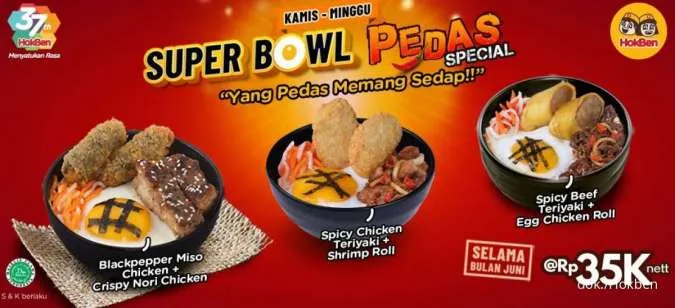 37th
HokBen
Menyatukan Rasa
KAMIS - MINGGU
SUPER BOWL PEDAS
SPECIAL
"Yang Pedas Memang Sedap!!"
HokBen
Blackpepper Miso
Chicken +
Crispy Nori Chicken
Spicy Chicken
Teriyaki +
Shrimp Roll
Spicy Beef
Teriyaki +
Egg Chicken Roll
S & K berlaku
SELAMA
BULAN JUNI
@Rp35K nett
dok./Hokben